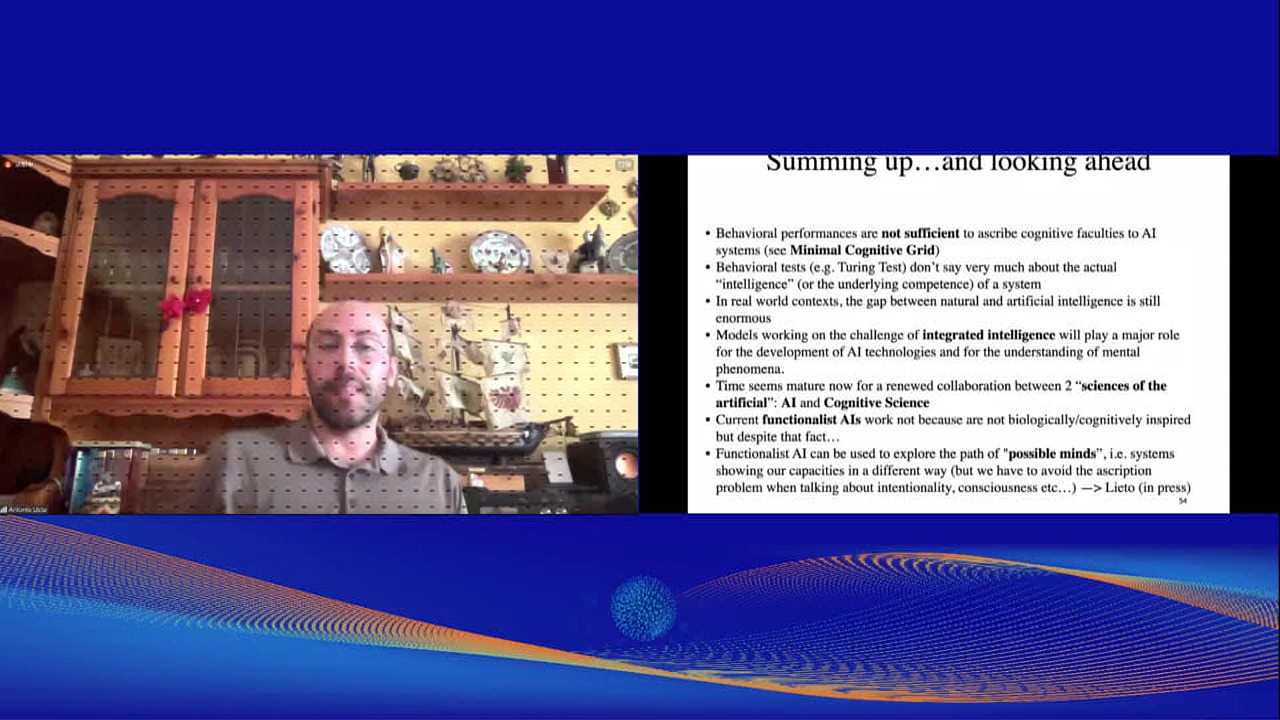 Summing up…and looking ahead
• Behavioral performances are not sufficient to ascribe cognitive faculties to AI
systems (see Minimal Cognitive Grid)
• Behavioral tests (e.g. Turing Test) don't say very much about the actual
“intelligence” (or the underlying competence) of a system
• In real world contexts, the gap between natural and artificial intelligence is still
enormous
• Models working on the challenge of integrated intelligence will play a major role
for the development of AI technologies and for the understanding of mental
phenomena.
• Time seems mature now for a renewed collaboration between 2 “sciences of the
artificial”: AI and Cognitive Science
• Current functionalist AIs work not because are not biologically/cognitively inspired
but despite that fact…
• Functionalist AI can be used to explore the path of "possible minds”, i.e. systems
showing our capacities in a different way (but we have to avoid the ascription
problem when talking about intentionality, consciousness etc…) —> Lieto (in press)
54
Antonio